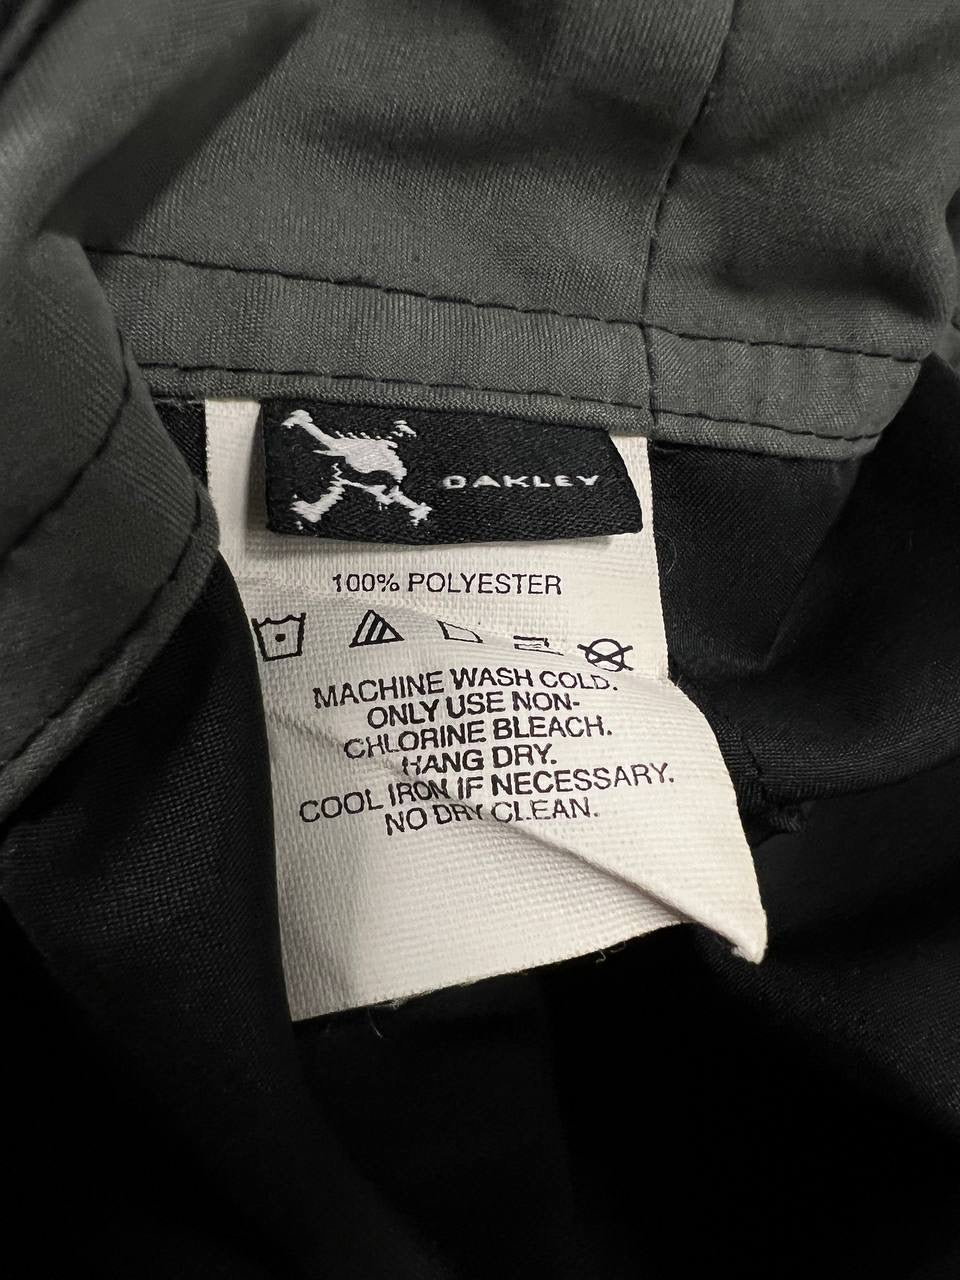 OAKLEY
100% POLYESTER
MACHINE WASH COLD.
ONLY USE NON-
CHLORINE BLEACH.
HANG DRY.
COOL IRON IF NECESSARY.
NO DRY CLEAN.